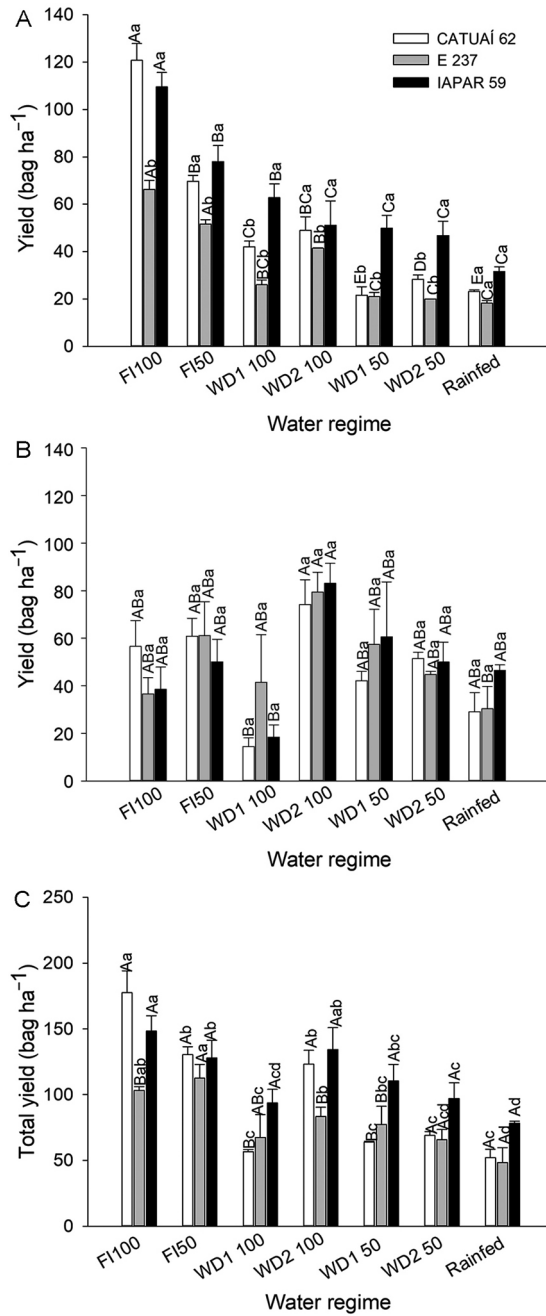 A
140
120
100
80
60
40
20
0
Yield (bag ha⁻¹)
CATUAÍ 62
E 237
IAPAR 59
Aa Ab Aa
Ba Ab Ba
Cb BCb Ba
BCa Bb Ca
Eb Cb Ca
Db Cb Ca
Ea Ca Ca
FI100 FI50 WD1 100 WD2 100 WD1 50 WD2 50 Rainfed
Water regime
B
140
120
100
80
60
40
20
0
Yield (bag ha⁻¹)
ABa ABa ABa
ABa ABa ABa
Ba ABa Ba
Aa Aa Aa
ABa ABa ABa
ABa ABa ABa
ABa Ba ABa
FI100 FI50 WD1 100 WD2 100 WD1 50 WD2 50 Rainfed
Water regime
C
250
200
150
100
50
0
Total yield (bag ha⁻¹)
Aa Bab Aa
Ab Aa Ab
Bc ABc Acd
Ab Bb Aab
Bc Bbc Abc
Ac Acd Ac
Ac Ad Ad
FI100 FI50 WD1 100 WD2 100 WD1 50 WD2 50 Rainfed
Water regime